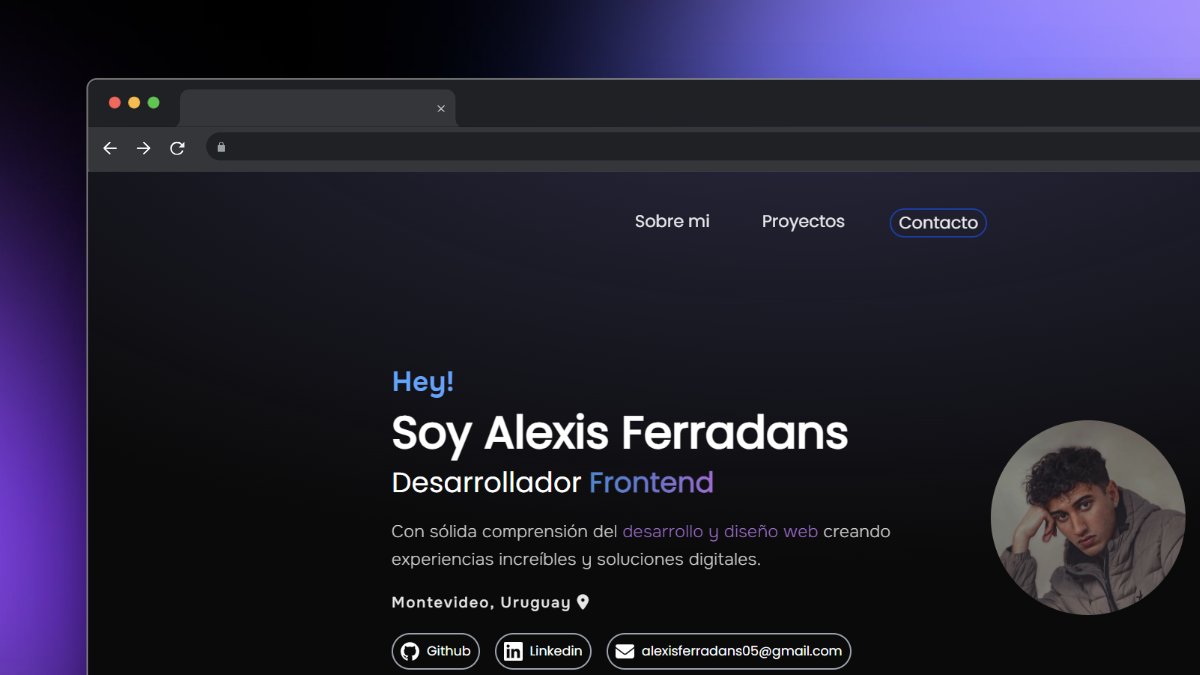 Sobre mi Proyectos Contacto
Hey!
Soy Alexis Ferradans
Desarrollador Frontend
Con sólida comprensión del desarrollo y diseño web creando
experiencias increíbles y soluciones digitales.
Montevideo, Uruguay
Github Linkedin alexisferradans05@gmail.com